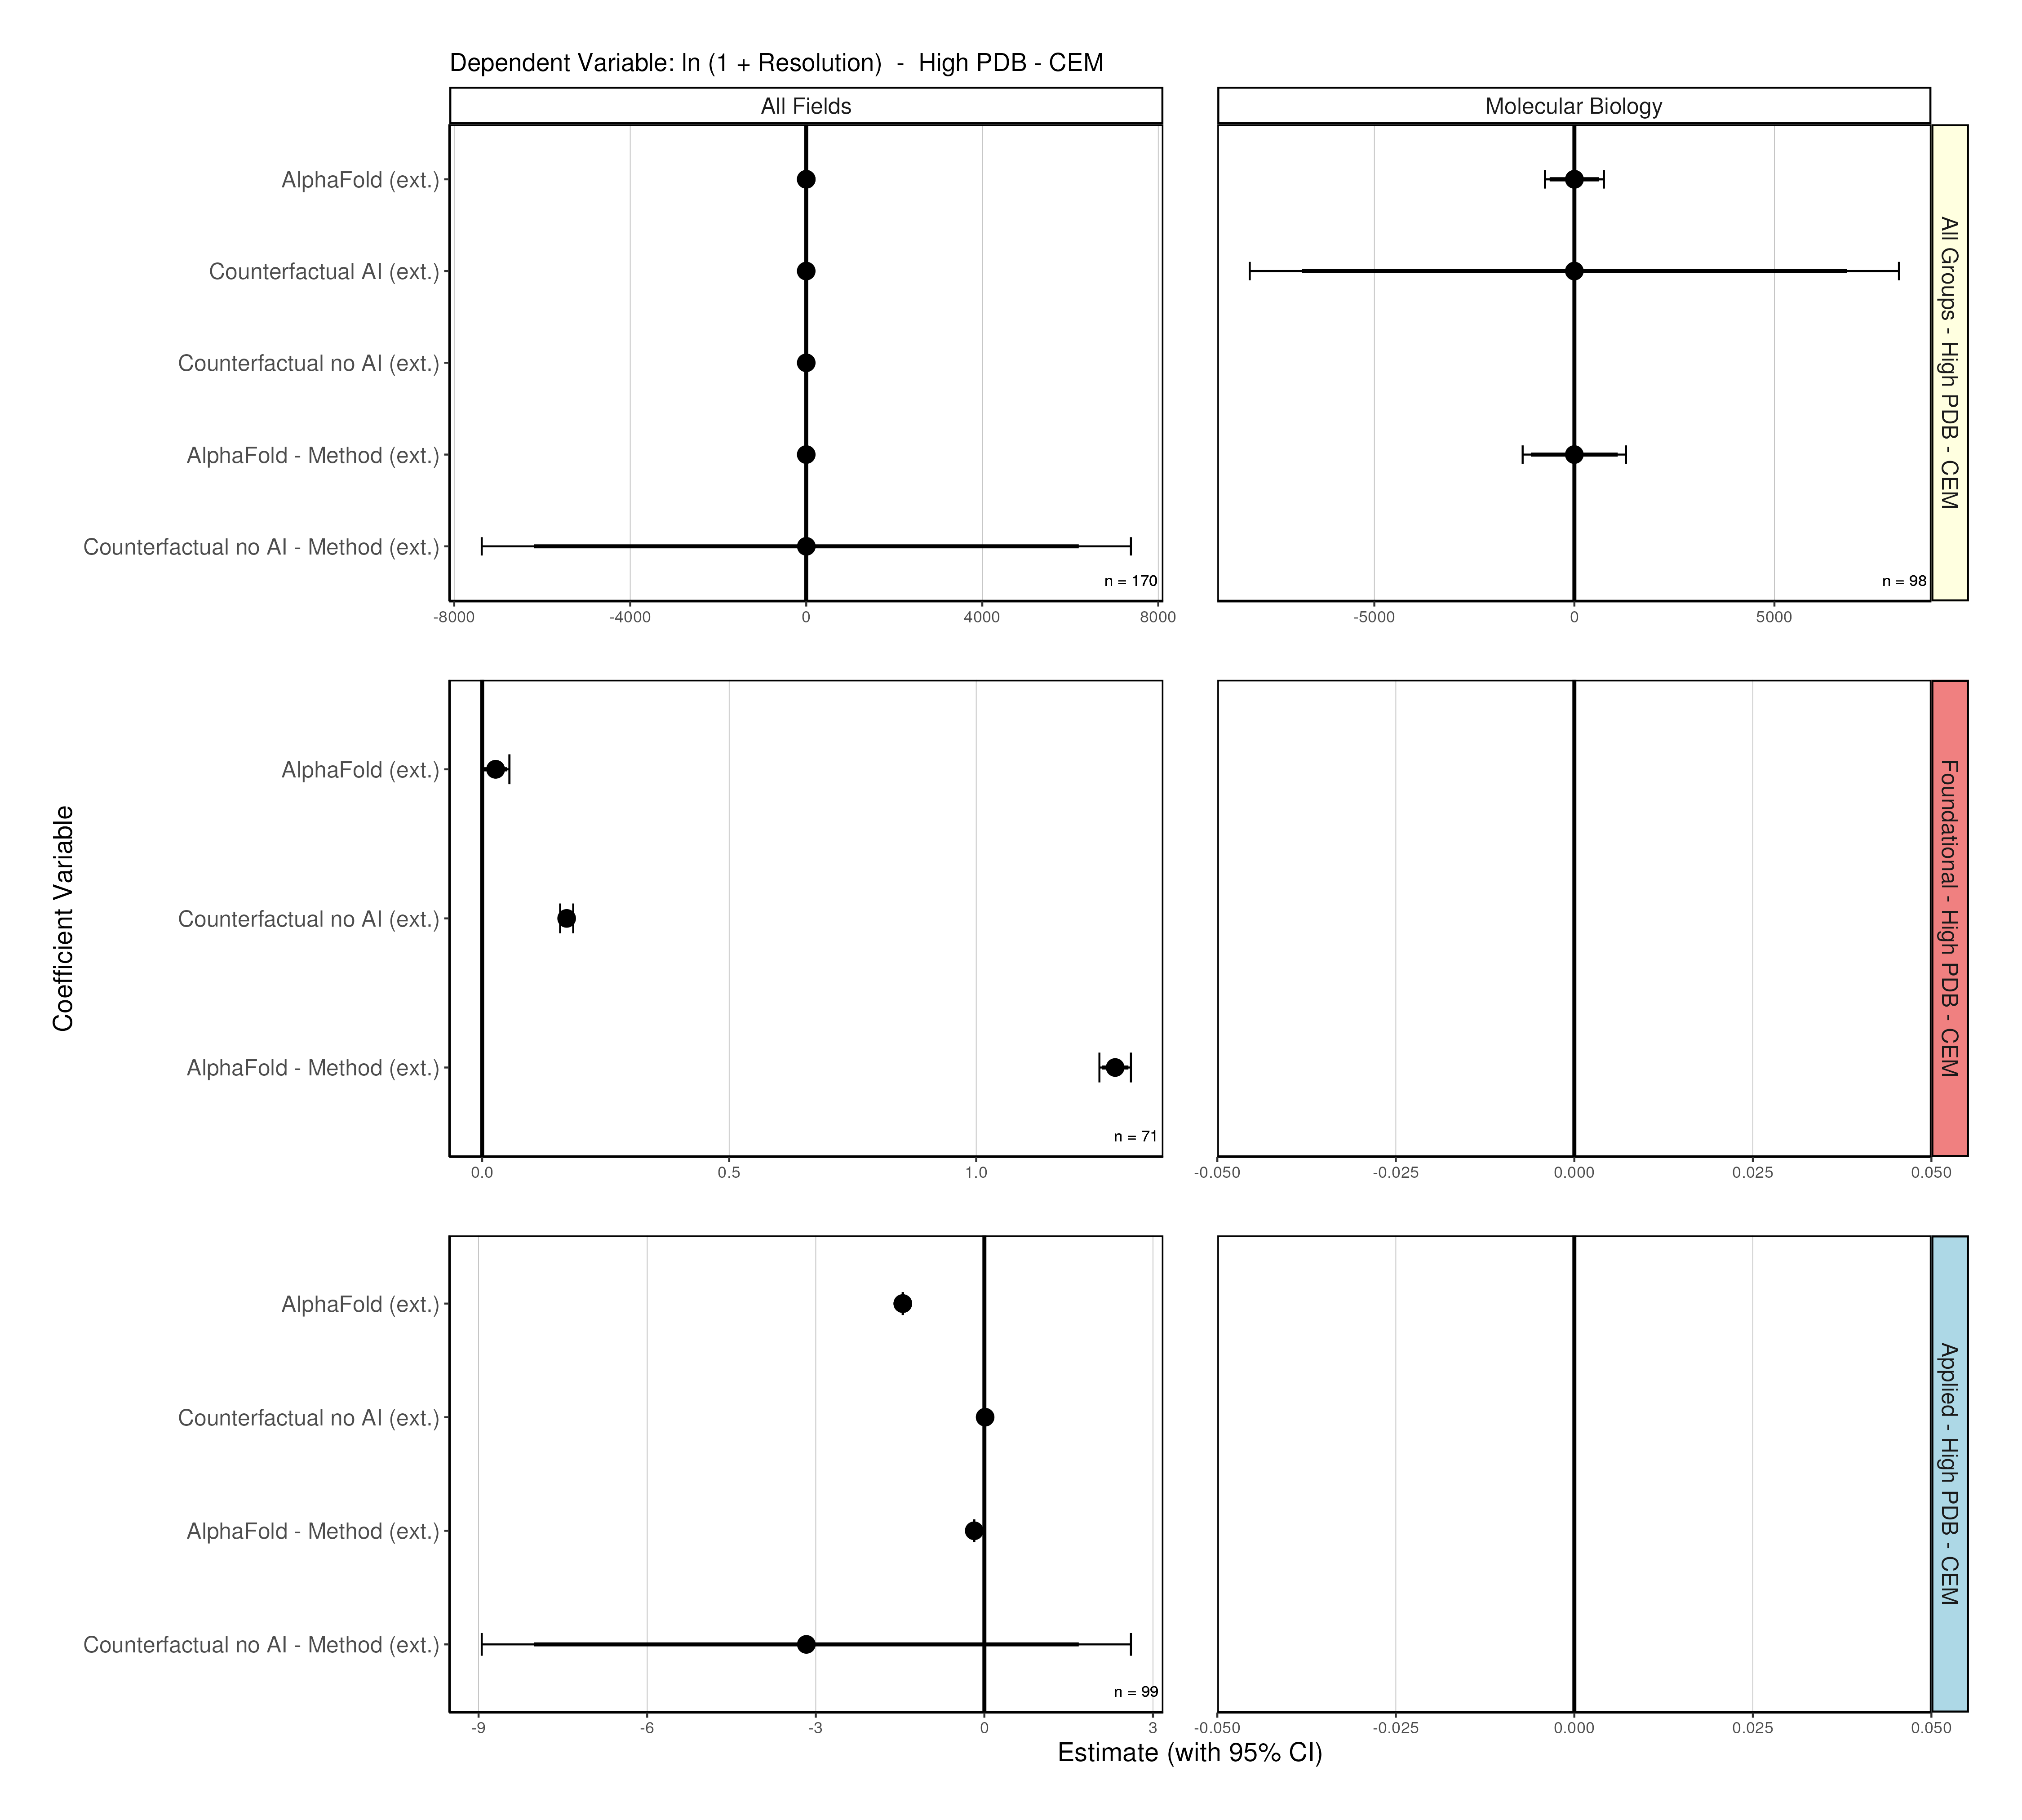 Dependent Variable: ln (1 + Resolution)  -  High PDB - CEM
All Fields
Molecular Biology
AlphaFold (ext.)
Counterfactual AI (ext.)
Counterfactual no AI (ext.)
AlphaFold - Method (ext.)
Counterfactual no AI - Method (ext.)
n = 170
n = 98
-8000
-4000
0
4000
8000
-5000
0
5000
All Groups - High PDB - CEM
Coefficient Variable
AlphaFold (ext.)
Counterfactual no AI (ext.)
AlphaFold - Method (ext.)
n = 71
0.0
0.5
1.0
-0.050
-0.025
0.000
0.025
0.050
Foundational - High PDB - CEM
AlphaFold (ext.)
Counterfactual no AI (ext.)
AlphaFold - Method (ext.)
Counterfactual no AI - Method (ext.)
n = 99
-9
-6
-3
0
3
-0.050
-0.025
0.000
0.025
0.050
Applied - High PDB - CEM
Estimate (with 95% CI)